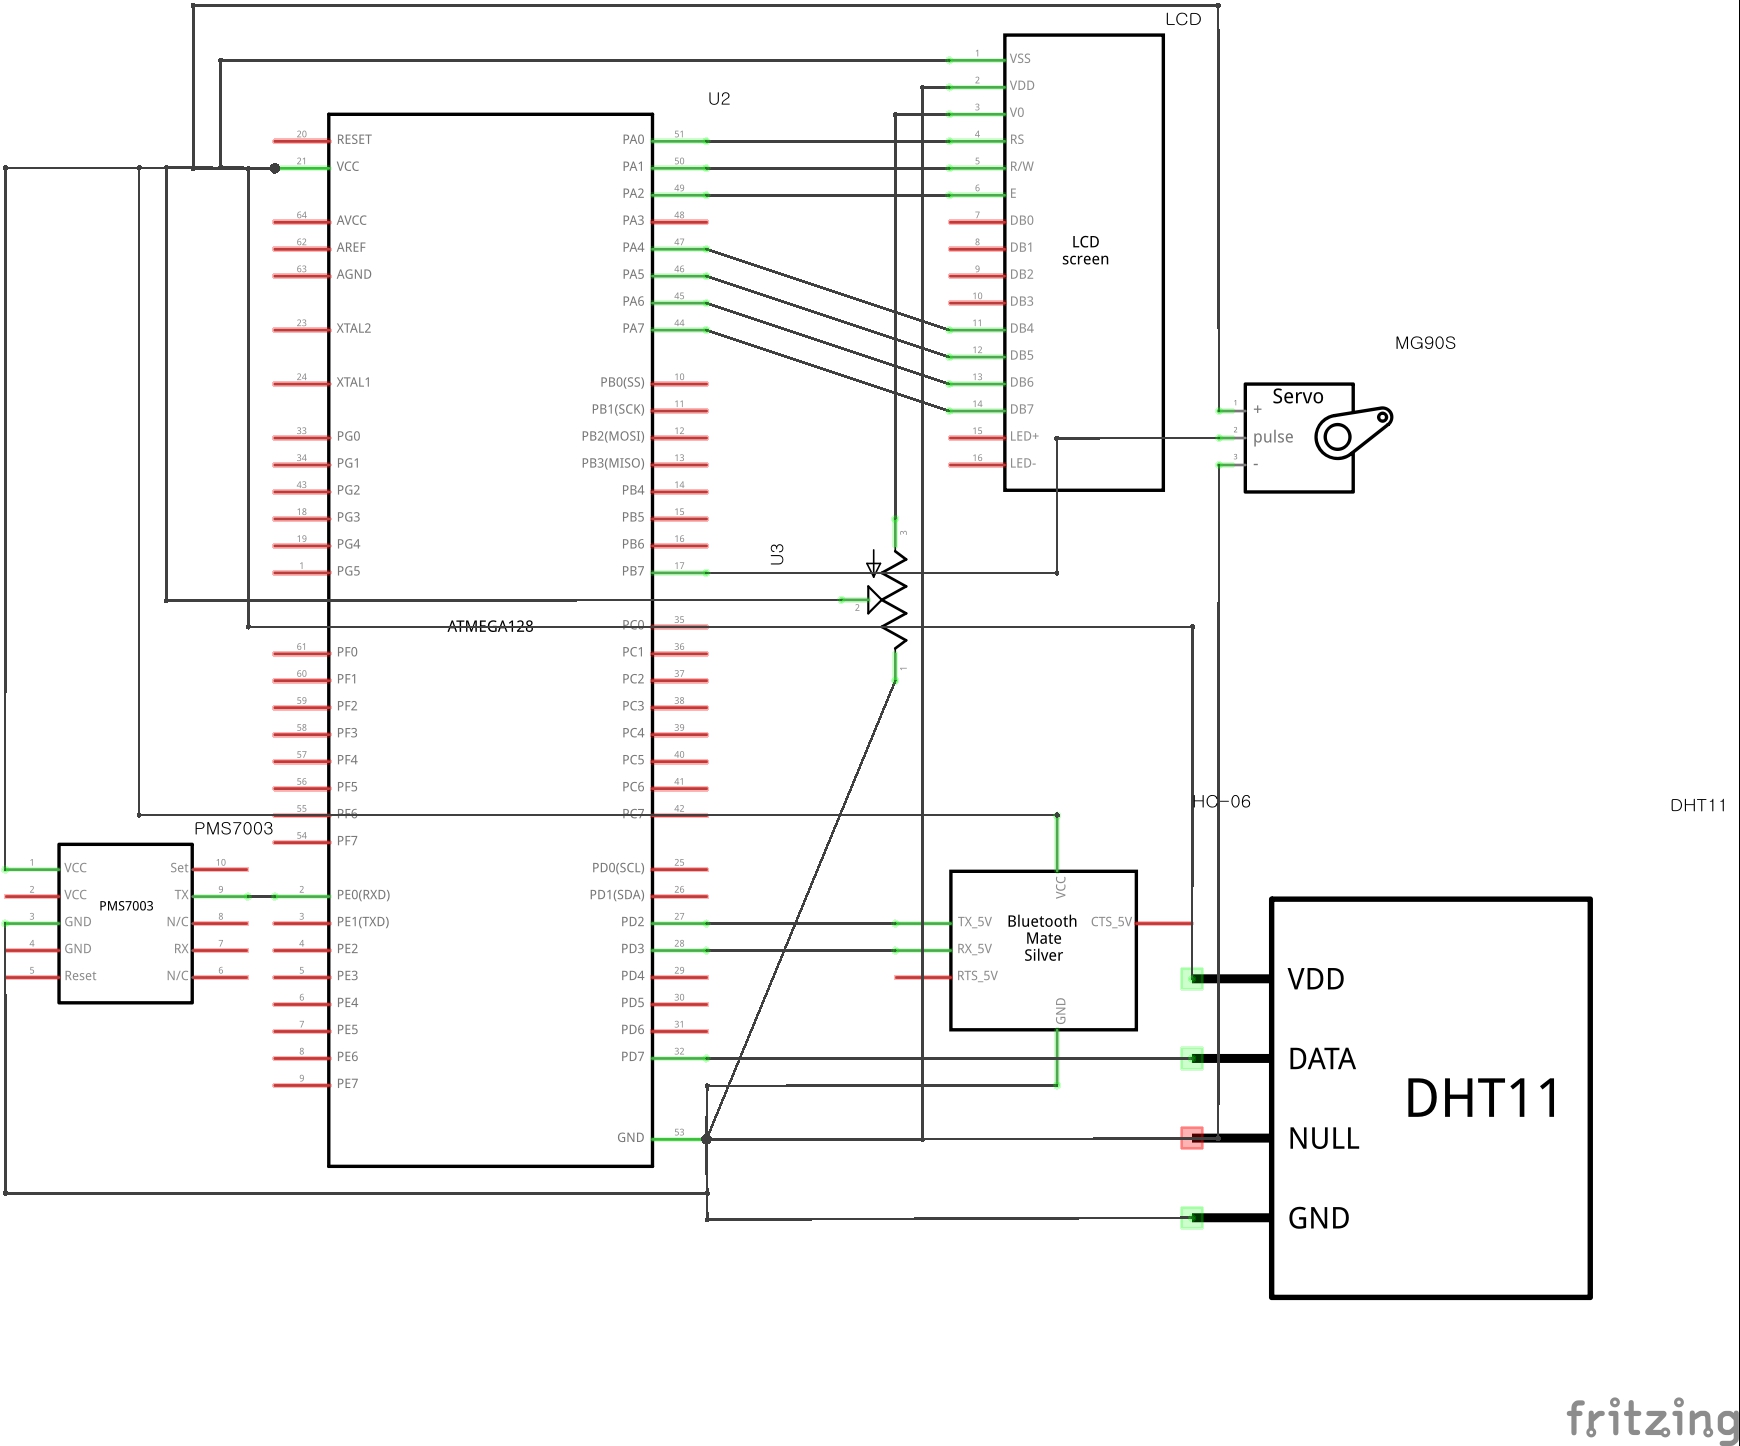 LCD
1 VSS
2 VDD
3 V0
4 RS
5 R/W
6 E
7 DB0
8 DB1
9 DB2
10 DB3
11 DB4
12 DB5
13 DB6
14 DB7
15 LED+
16 LED-
LCD
screen
U2
20 RESET
21 VCC
64 AVCC
62 AREF
63 AGND
23 XTAL2
24 XTAL1
33 PG0
34 PG1
43 PG2
18 PG3
19 PG4
1 PG5
ATMEGA128
61 PF0
60 PF1
59 PF2
58 PF3
57 PF4
56 PF5
55 PF6
54 PF7
2 PE0(RXD)
3 PE1(TXD)
4 PE2
5 PE3
6 PE4
7 PE5
8 PE6
9 PE7
PA0 51
PA1 50
PA2 49
PA3 48
PA4 47
PA5 46
PA6 45
PA7 44
PB0(SS) 10
PB1(SCK) 11
PB2(MOSI) 12
PB3(MISO) 13
PB4 14
PB5 15
PB6 16
PB7 17
PC0 35
PC1 36
PC2 37
PC3 38
PC4 39
PC5 40
PC6 41
PC7 42
PD0(SCL) 25
PD1(SDA) 26
PD2 27
PD3 28
PD4 29
PD5 30
PD6 31
PD7 32
GND 53
MG90S
Servo
1 +
2 pulse
3 -
U3
3
2
1
PMS7003
1 VCC
2 VCC
3 GND
4 GND
5 Reset
PMS7003
Set 10
TX 9
N/C 8
RX 7
N/C 6
HC-06
VCC
TX_5V
RX_5V
RTS_5V
Bluetooth
Mate
Silver
CTS_5V
GND
DHT11
VDD
DATA
NULL
GND
DHT11
fritzing